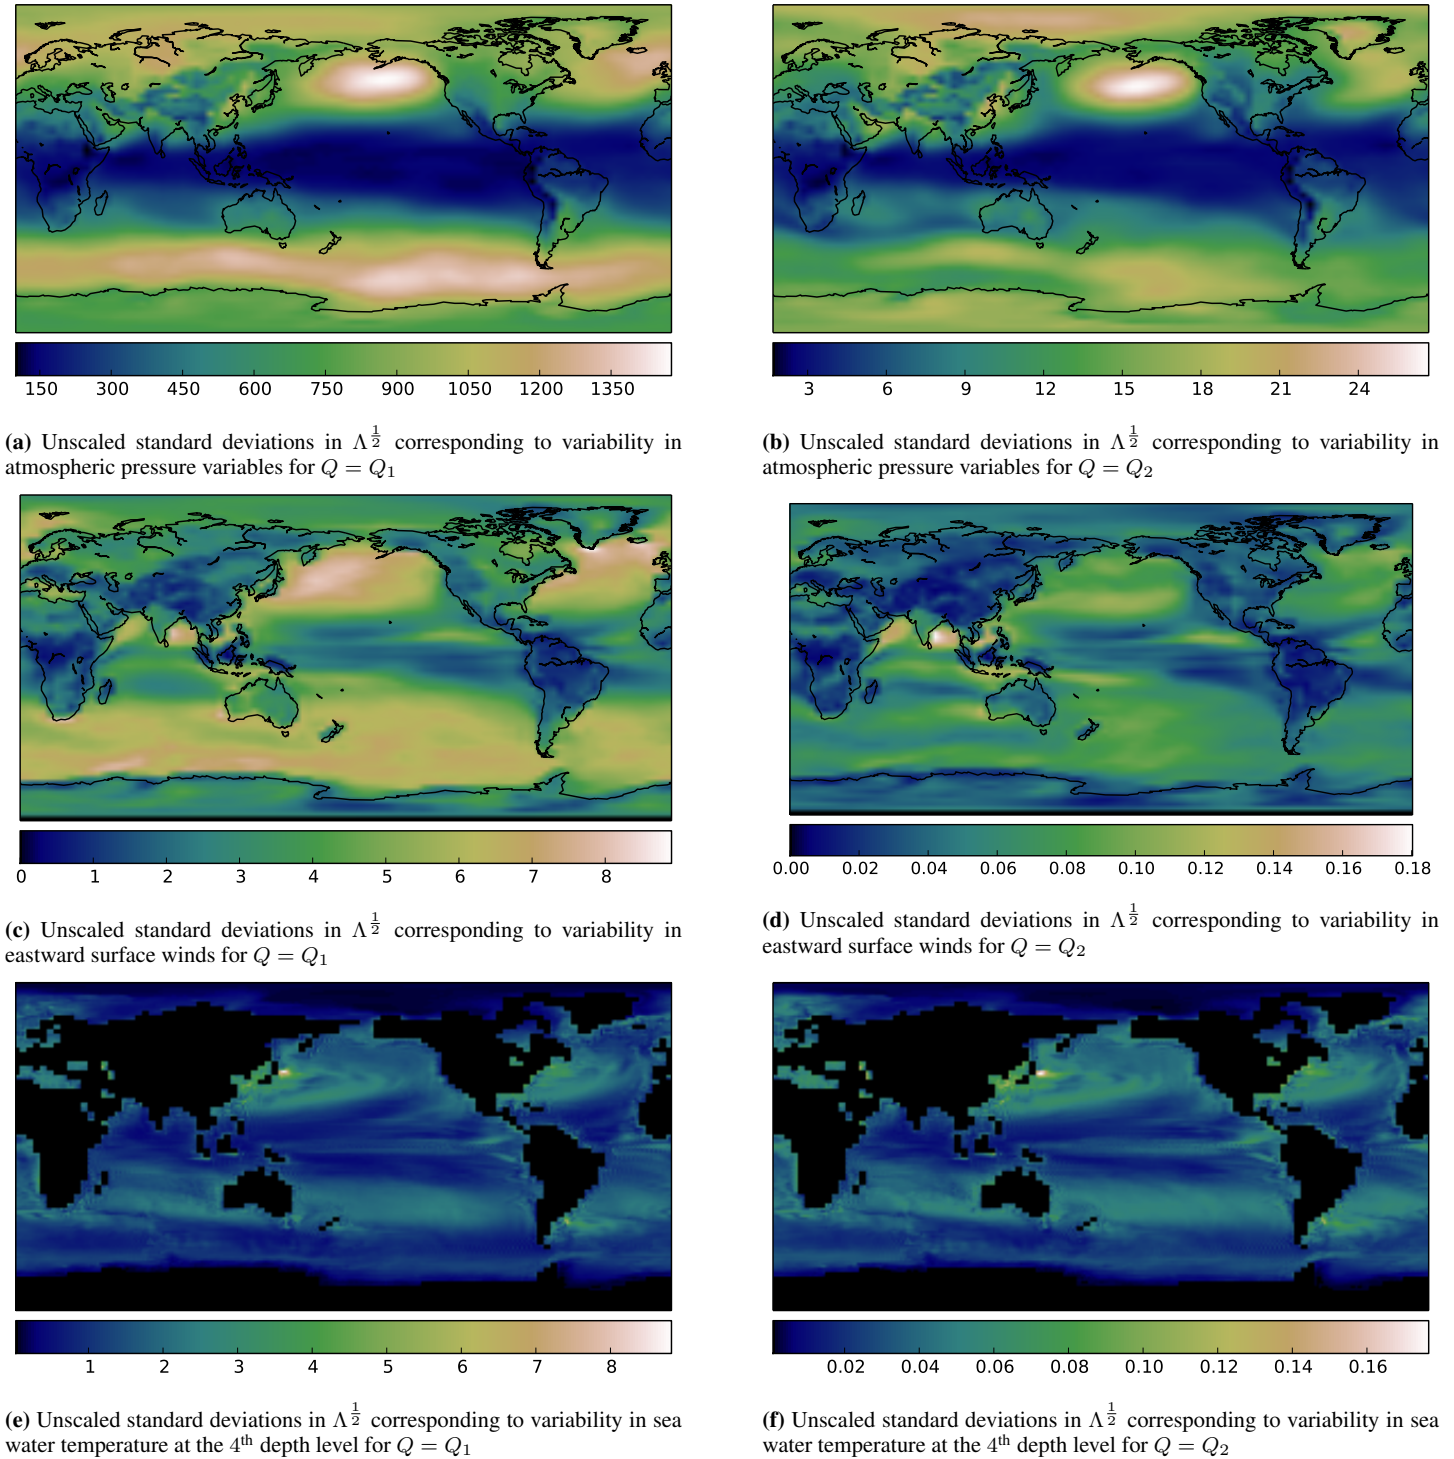 150 300 450 600 750 900 1050 1200 1350
3 6 9 12 15 18 21 24
(a) Unscaled standard deviations in Λ^{1/2} corresponding to variability in
atmospheric pressure variables for Q = Q₁
(b) Unscaled standard deviations in Λ^{1/2} corresponding to variability in
atmospheric pressure variables for Q = Q₂
0 1 2 3 4 5 6 7 8
0.00 0.02 0.04 0.06 0.08 0.10 0.12 0.14 0.16 0.18
(c) Unscaled standard deviations in Λ^{1/2} corresponding to variability in
eastward surface winds for Q = Q₁
(d) Unscaled standard deviations in Λ^{1/2} corresponding to variability in
eastward surface winds for Q = Q₂
1 2 3 4 5 6 7 8
0.02 0.04 0.06 0.08 0.10 0.12 0.14 0.16
(e) Unscaled standard deviations in Λ^{1/2} corresponding to variability in sea
water temperature at the 4th depth level for Q = Q₁
(f) Unscaled standard deviations in Λ^{1/2} corresponding to variability in sea
water temperature at the 4th depth level for Q = Q₂